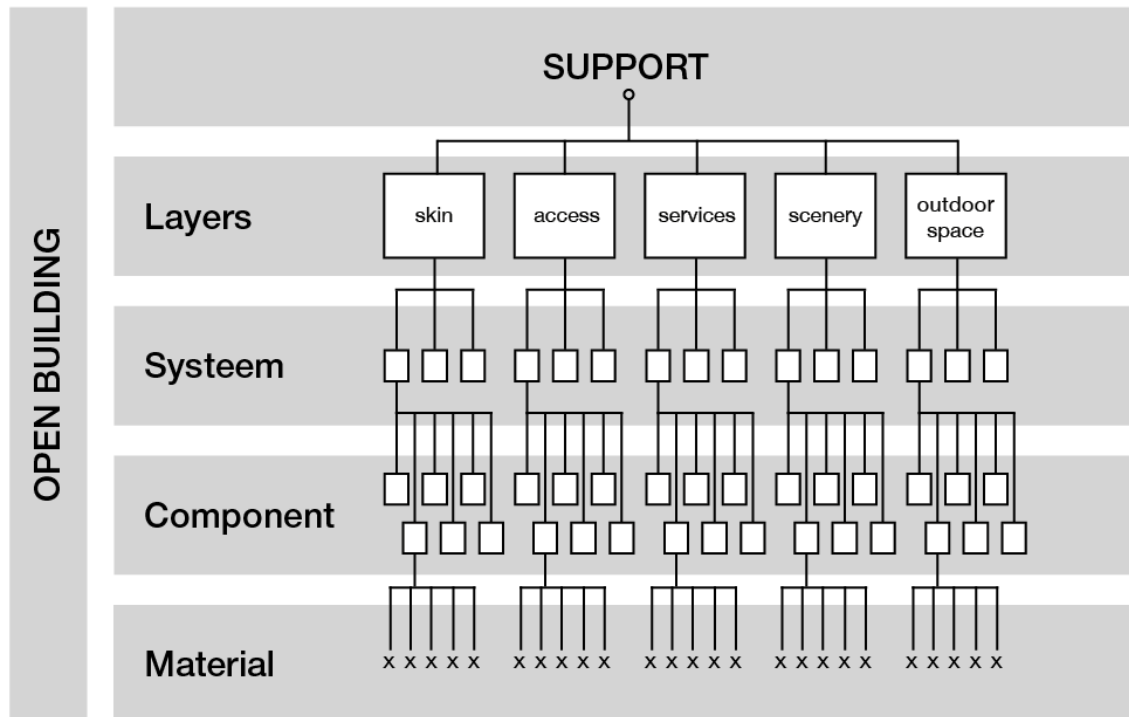 OPEN BUILDING
SUPPORT
Layers
skin
access
services
scenery
outdoor
space
Systeem
Component
Material
x x x x x x x x x x x x x x x x x x x x x x x x x